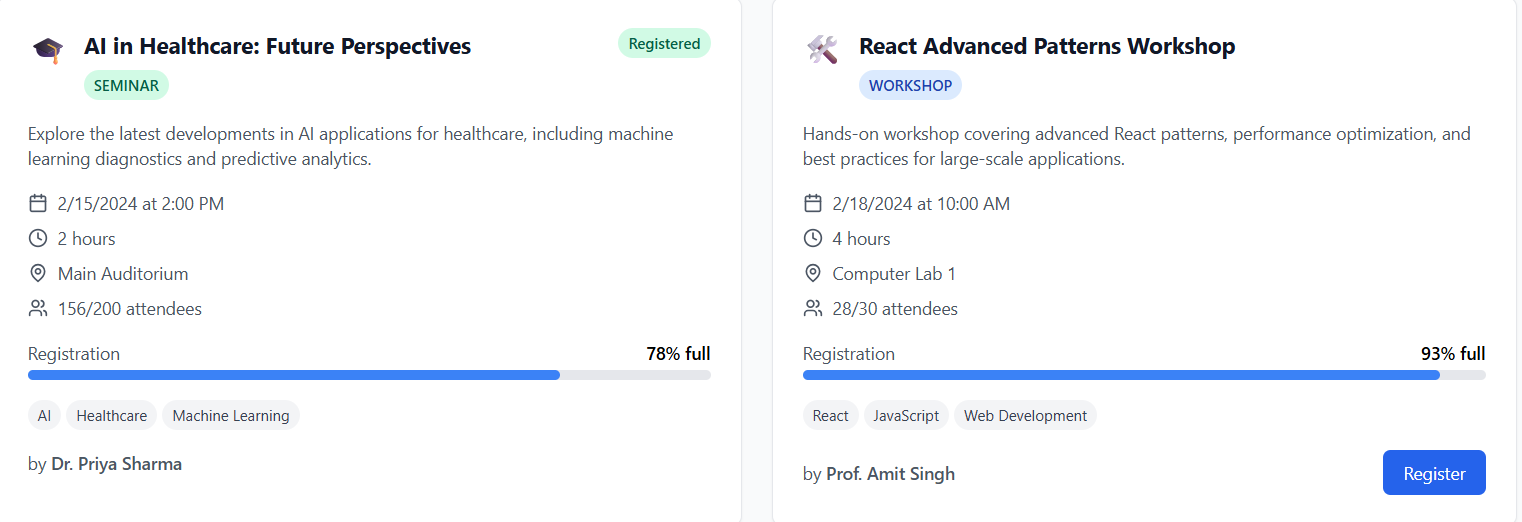 AI in Healthcare: Future Perspectives
Registered
SEMINAR
Explore the latest developments in AI applications for healthcare, including machine
learning diagnostics and predictive analytics.
2/15/2024 at 2:00 PM
2 hours
Main Auditorium
156/200 attendees
Registration
78% full
AI
Healthcare
Machine Learning
by Dr. Priya Sharma
React Advanced Patterns Workshop
WORKSHOP
Hands-on workshop covering advanced React patterns, performance optimization, and
best practices for large-scale applications.
2/18/2024 at 10:00 AM
4 hours
Computer Lab 1
28/30 attendees
Registration
93% full
React
JavaScript
Web Development
by Prof. Amit Singh
Register